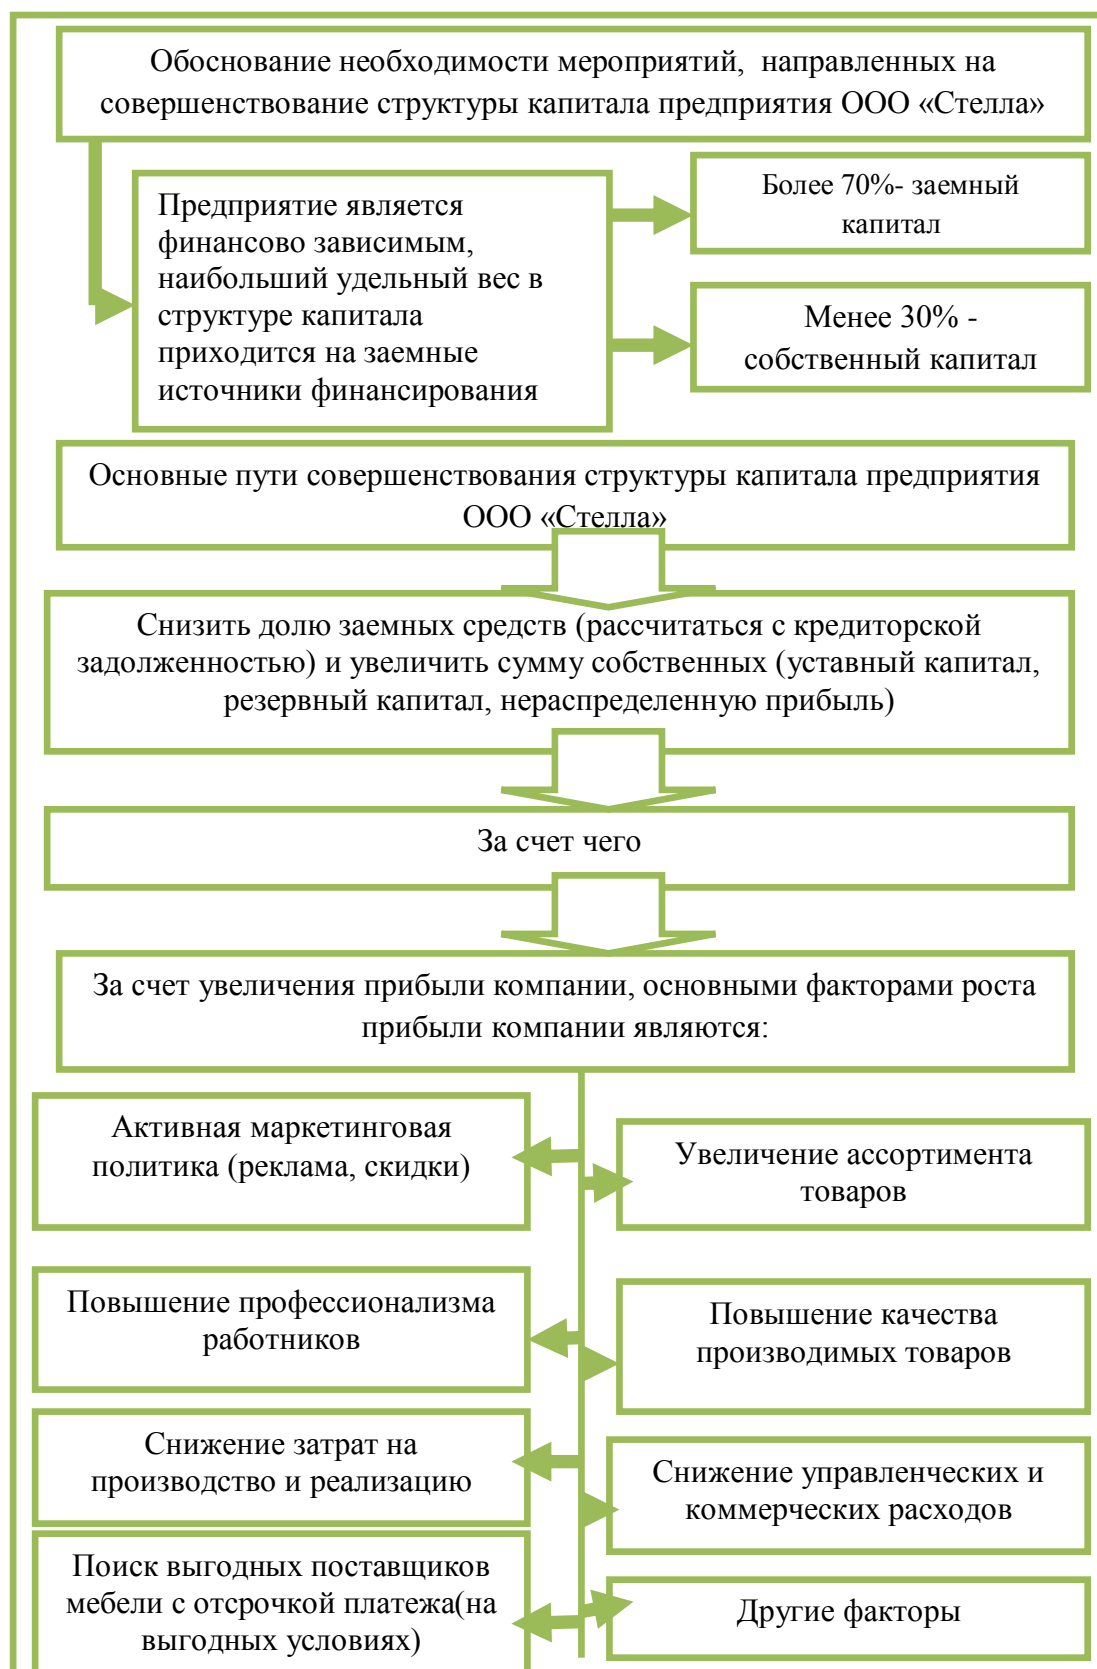 Обоснование необходимости мероприятий, направленных на
совершенствование структуры капитала предприятия ООО «Стелла»
Предприятие является
финансово зависимым,
наибольший удельный вес в
структуре капитала
приходится на заемные
источники финансирования
Более 70%- заемный
капитал
Менее 30% -
собственный капитал
Основные пути совершенствования структуры капитала предприятия
ООО «Стелла»
Снизить долю заемных средств (рассчитаться с кредиторской
задолженностью) и увеличить сумму собственных (уставный капитал,
резервный капитал, нераспределенную прибыль)
За счет чего
За счет увеличения прибыли компании, основными факторами роста
прибыли компании являются:
Активная маркетинговая
политика (реклама, скидки)
Увеличение ассортимента
товаров
Повышение профессионализма
работников
Повышение качества
производимых товаров
Снижение затрат на
производство и реализацию
Снижение управленческих и
коммерческих расходов
Поиск выгодных поставщиков
мебели с отсрочкой платежа(на
выгодных условиях)
Другие факторы